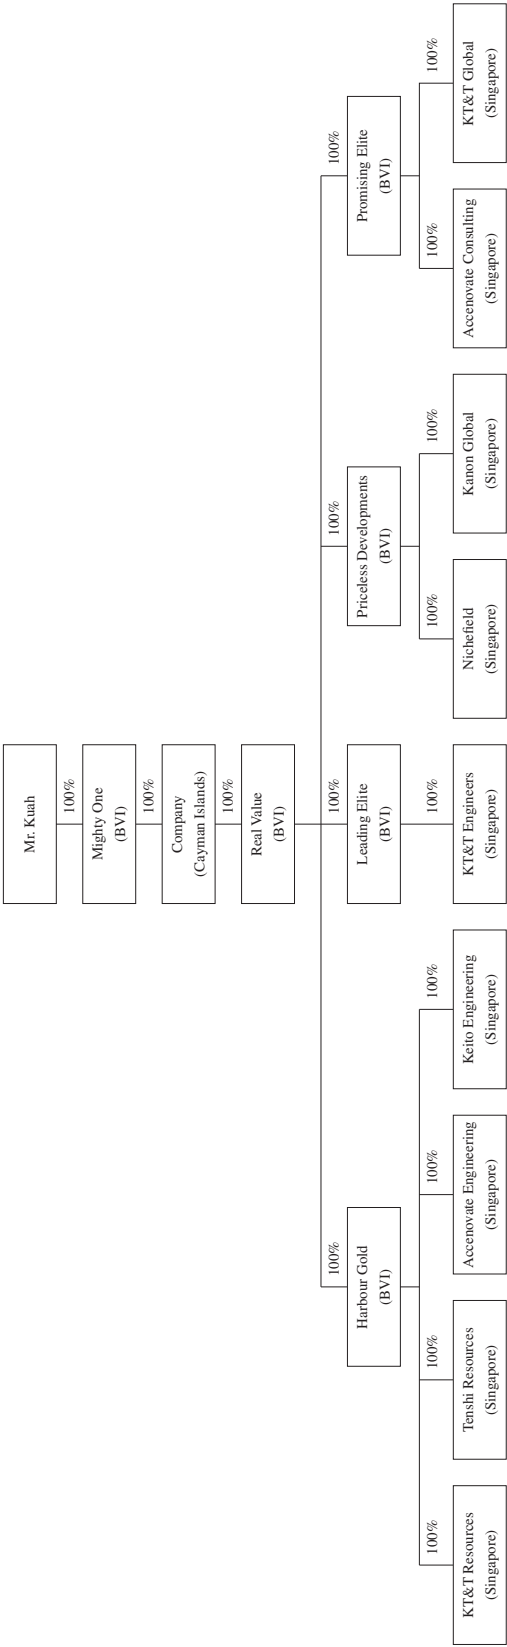 Mr. Kuah
100%
Mighty One
(BVI)
100%
Company
(Cayman Islands)
100%
Real Value
(BVI)
100%
100%
100%
100%
Harbour Gold
(BVI)
Leading Elite
(BVI)
Priceless Developments
(BVI)
Promising Elite
(BVI)
100%
100%
100%
100%
100%
100%
100%
100%
100%
KT&T Resources
(Singapore)
Tenshi Resources
(Singapore)
Accenovate Engineering
(Singapore)
Keito Engineering
(Singapore)
KT&T Engineers
(Singapore)
Nichefield
(Singapore)
Kanon Global
(Singapore)
Accenovate Consulting
(Singapore)
KT&T Global
(Singapore)